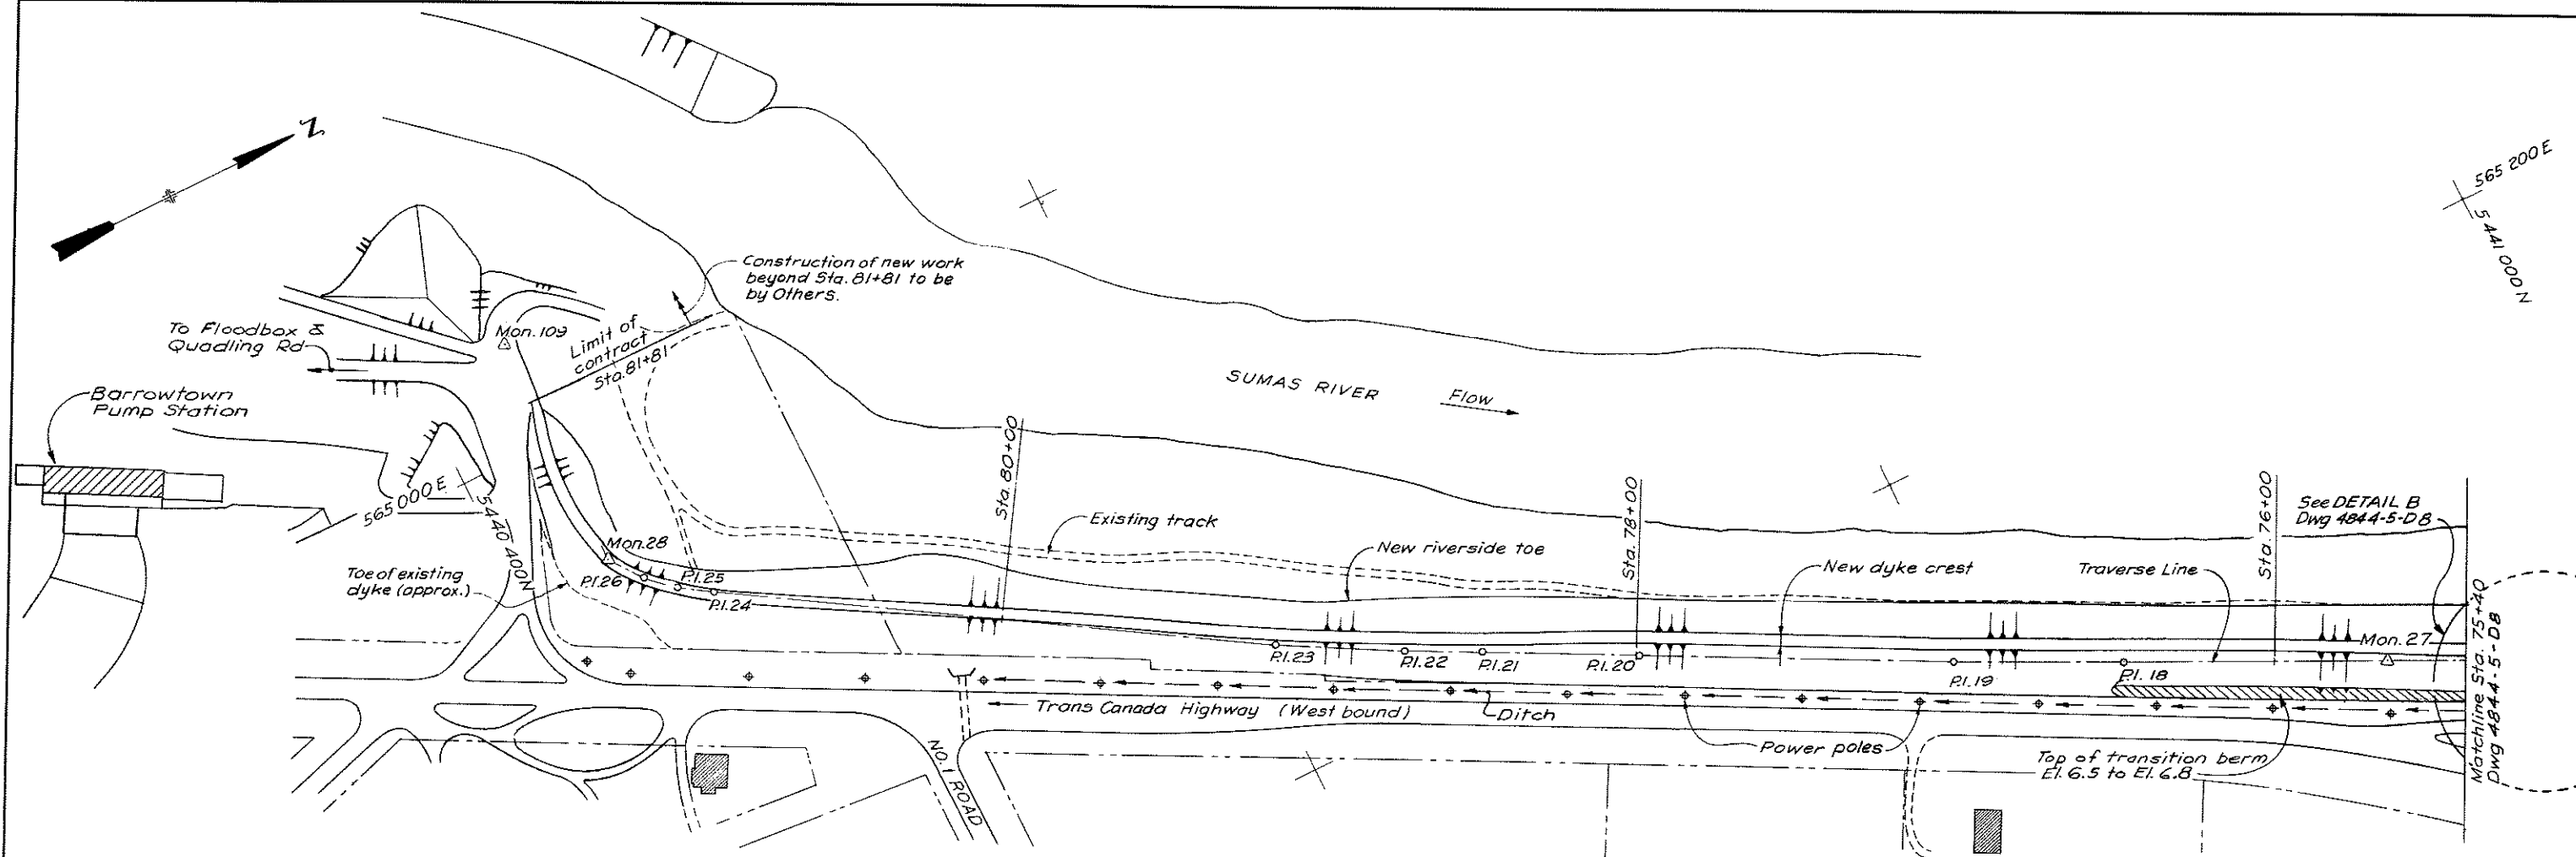 N
565 200 E
5 441 000 N
Construction of new work
beyond Sta. 81+81 to be
by Others.
To Floodbox &
Quadling Rd
Mon. 109
Limit of
contract
Sta. 81+81
Barrowtown
Pump Station
SUMAS RIVER
Flow
Sta. 80+00
Sta. 78+00
Sta. 76+00
See DETAIL B
Dwg 4844-5-D8
565 000 E
5440 400 N
Existing track
New riverside toe
New dyke crest
Traverse Line
Mon. 28
Toe of existing
dyke (approx.)
P.I. 26
P.I. 25
P.I. 24
P.I. 23
P.I. 22
P.I. 21
P.I. 20
P.I. 19
P.I. 18
Mon. 27
Matchline Sta. 75+40
Dwg 4844-5-D8
Trans Canada Highway (West bound)
Ditch
Power poles
Top of transition berm
El. 6.5 to El. 6.8
NO. 1 ROAD